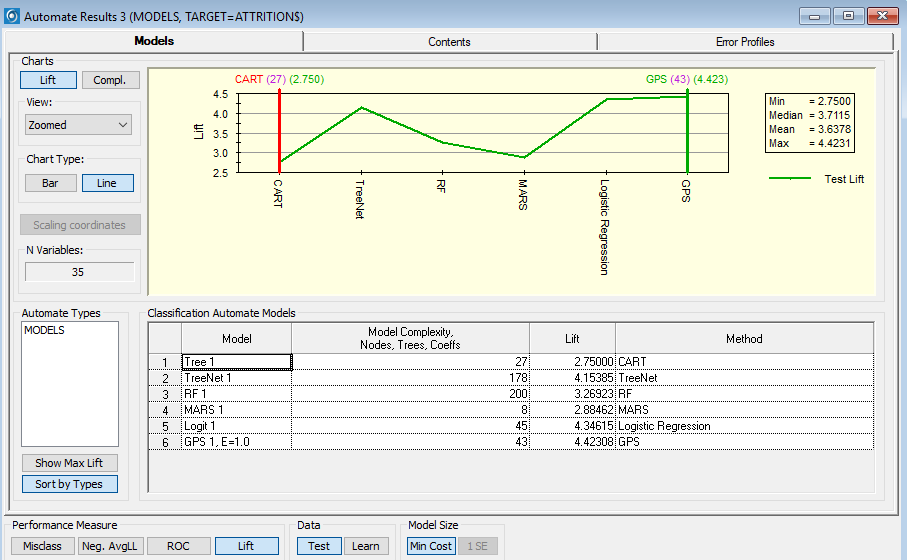 Automate Results 3 (MODELS, TARGET=ATTRITION$)
Models
Contents
Error Profiles
Charts
Lift
Compl.
View:
Zoomed
Chart Type:
Bar
Line
Scaling coordinates
N Variables:
35
CART (27) (2.750)
GPS (43) (4.423)
Lift
4.5
4.0
3.5
3.0
2.5
CART
TreeNet
RF
MARS
Logistic Regression
GPS
Min = 2.7500
Median = 3.7115
Mean = 3.6378
Max = 4.4231
Test Lift
Automate Types
MODELS
Show Max Lift
Sort by Types
Classification Automate Models
Model
Model Complexity,
Nodes, Trees, Coeffs
Lift
Method
1 Tree 1 27 2.75000 CART
2 TreeNet 1 178 4.15385 TreeNet
3 RF 1 200 3.26923 RF
4 MARS 1 8 2.88462 MARS
5 Logit 1 45 4.34615 Logistic Regression
6 GPS 1, E=1.0 43 4.42308 GPS
Performance Measure
Misclass
Neg. AvgLL
ROC
Lift
Data
Test
Learn
Model Size
Min Cost
1 SE